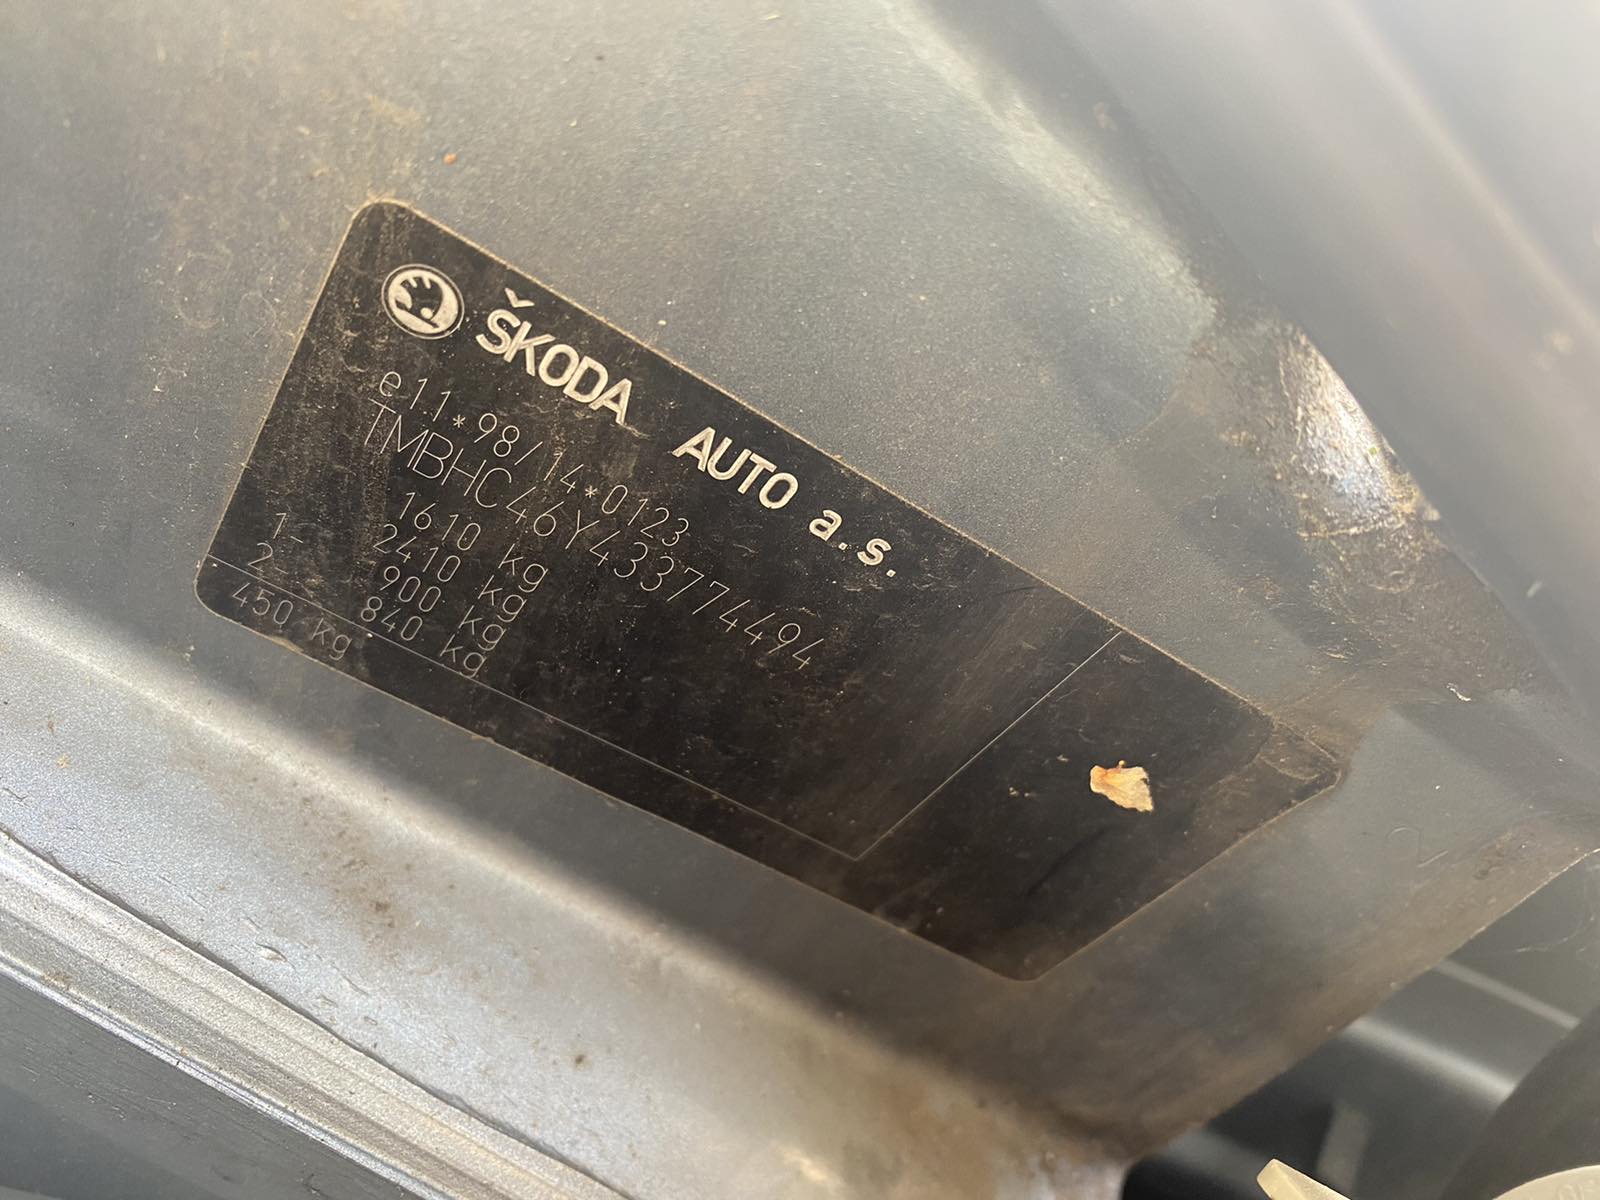 ŠKODA AUTO a.s.
e11*98/14*0123
TMBHC46Y433774494
1610 kg
2410 kg
1- 900 kg
2- 840 kg
450 kg